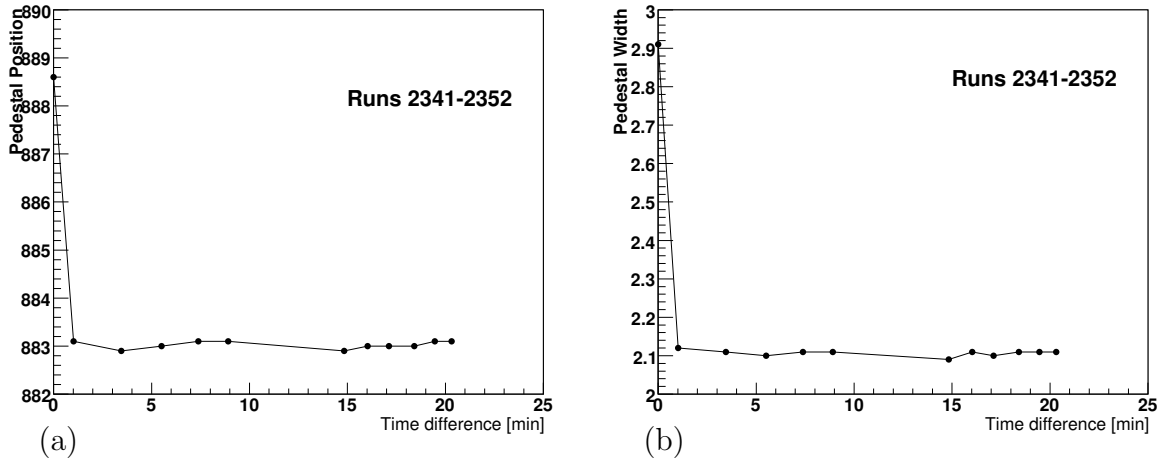 Pedestal Position
890
889
888
887
886
885
884
883
882
Runs 2341-2352
0 5 10 15 20 25
Time difference [min]
(a)
Pedestal Width
3
2.9
2.8
2.7
2.6
2.5
2.4
2.3
2.2
2.1
2
Runs 2341-2352
0 5 10 15 20 25
Time difference [min]
(b)